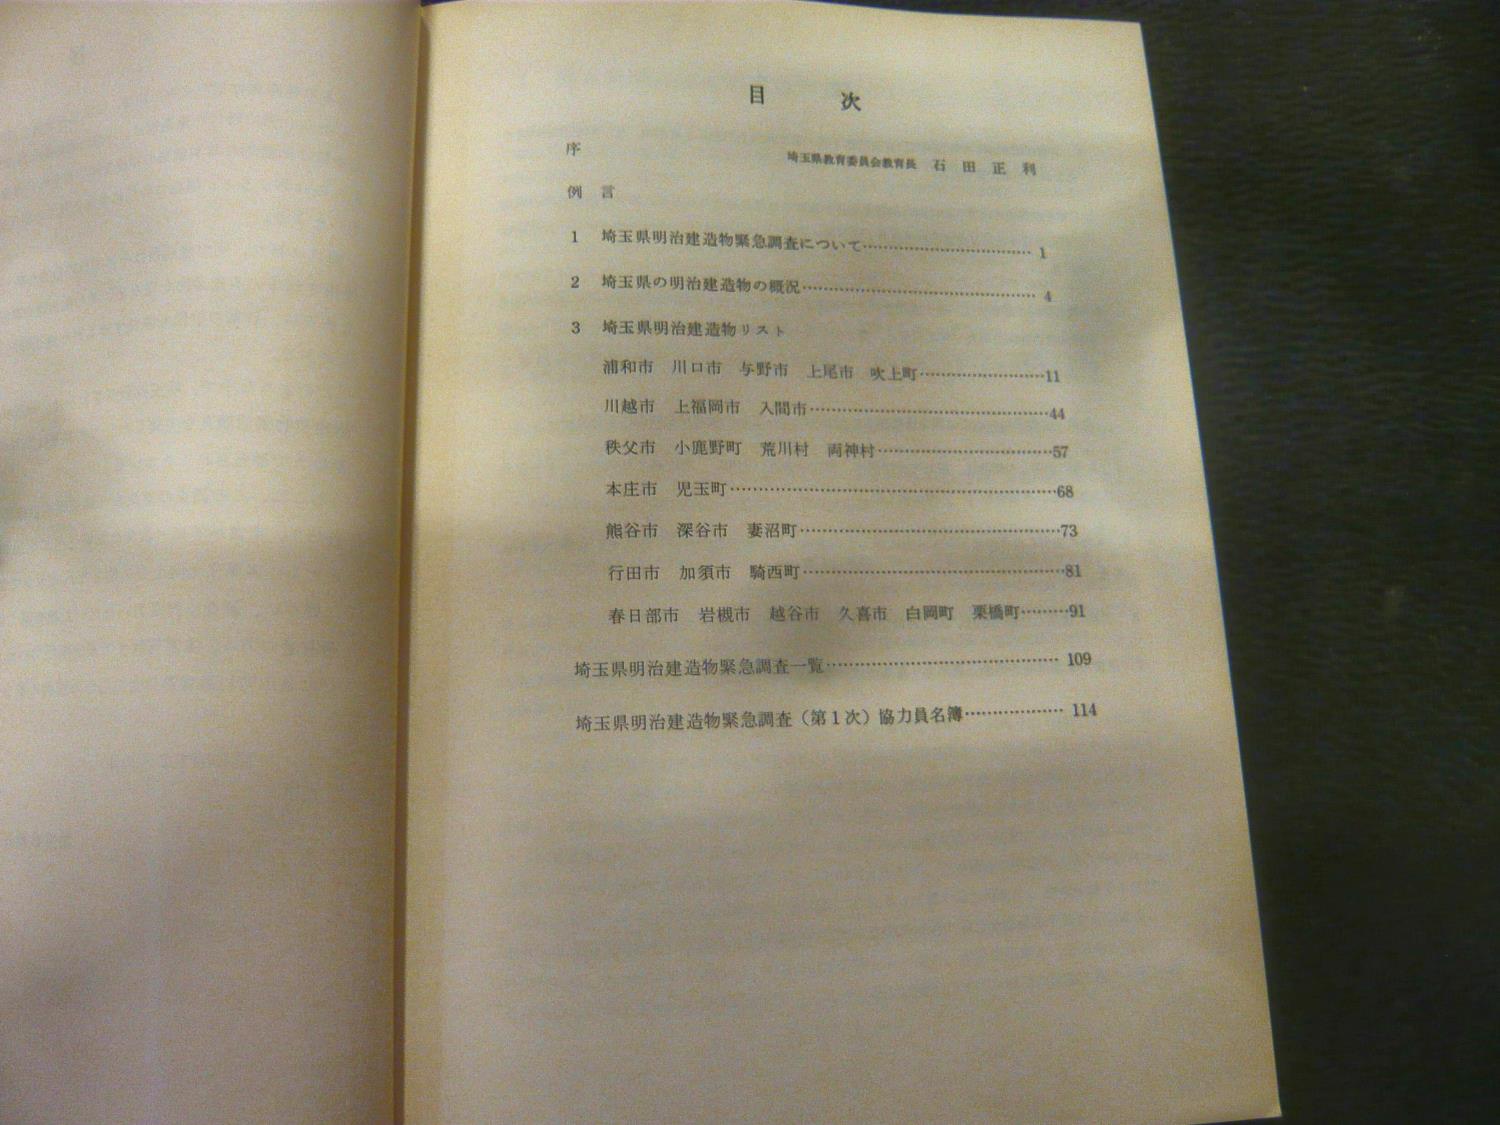 目次
序 埼玉県教育委員会教育長 石田正利
例言
1 埼玉県明治建造物緊急調査について…………………………… 1
2 埼玉県の明治建造物の概況…………………………………… 4
3 埼玉県明治建造物リスト
浦和市 川口市 与野市 上尾市 吹上町……………………11
川越市 上福岡市 入間市…………………………………44
秩父市 小鹿野町 荒川村 両神村…………………………57
本庄市 児玉町……………………………………………68
熊谷市 深谷市 妻沼町……………………………………73
行田市 加須市 騎西町……………………………………81
春日部市 岩槻市 越谷市 久喜市 白岡町 栗橋町………91
埼玉県明治建造物緊急調査一覧………………………………… 109
埼玉県明治建造物緊急調査（第1次）協力員名簿……………… 114